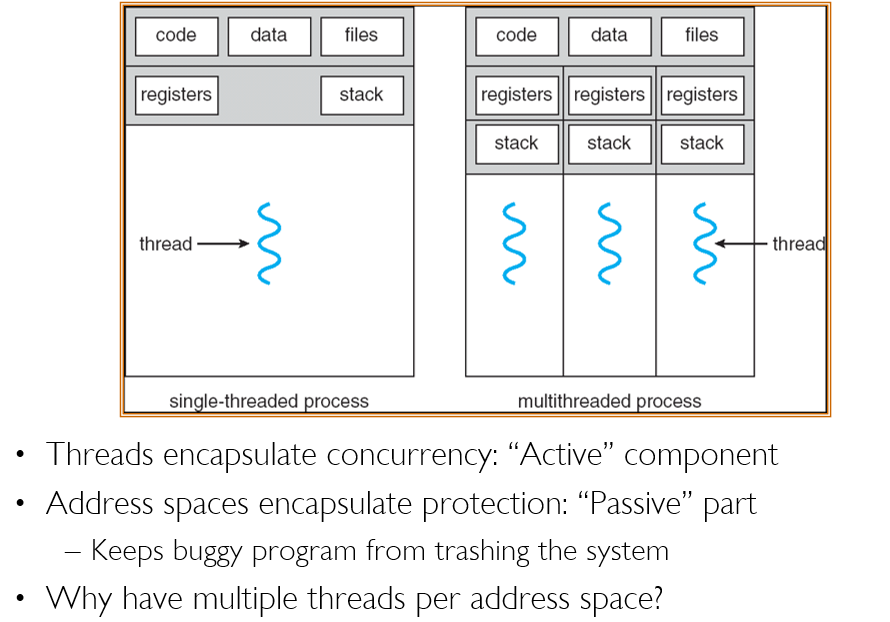 code data files code data files
registers stack registers registers registers
stack stack stack
thread thread
single-threaded process multithreaded process
• Threads encapsulate concurrency: “Active” component
• Address spaces encapsulate protection: “Passive” part
– Keeps buggy program from trashing the system
• Why have multiple threads per address space?